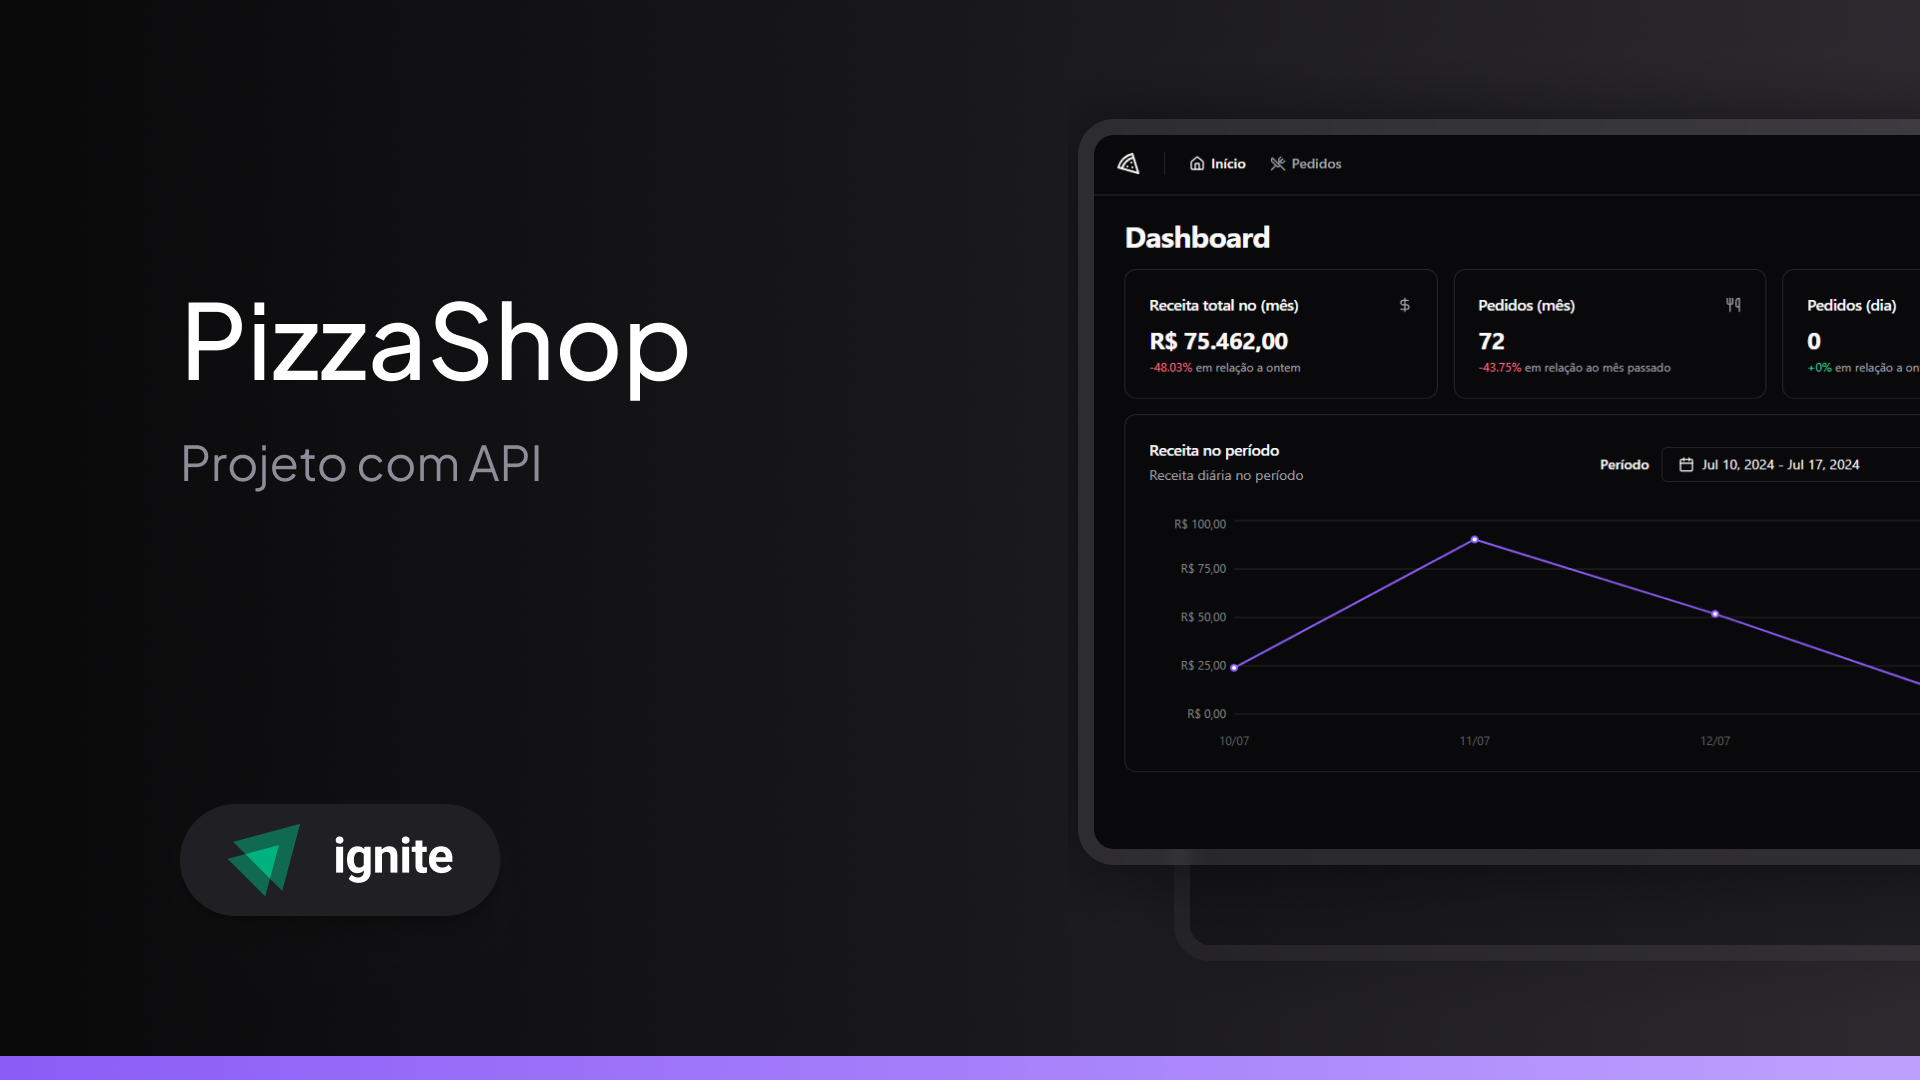 PizzaShop
Projeto com API
ignite
Início
Pedidos
Dashboard
Receita total no (mês)
$
R$ 75.462,00
-48.03% em relação a ontem
Pedidos (mês)
72
-43.75% em relação ao mês passado
Pedidos (dia)
0
+0% em relação a
Receita no período
Receita diária no período
Período
Jul 10, 2024 - Jul 17, 2024
R$ 100,00
R$ 75,00
R$ 50,00
R$ 25,00
R$ 0,00
10/07
11/07
12/07